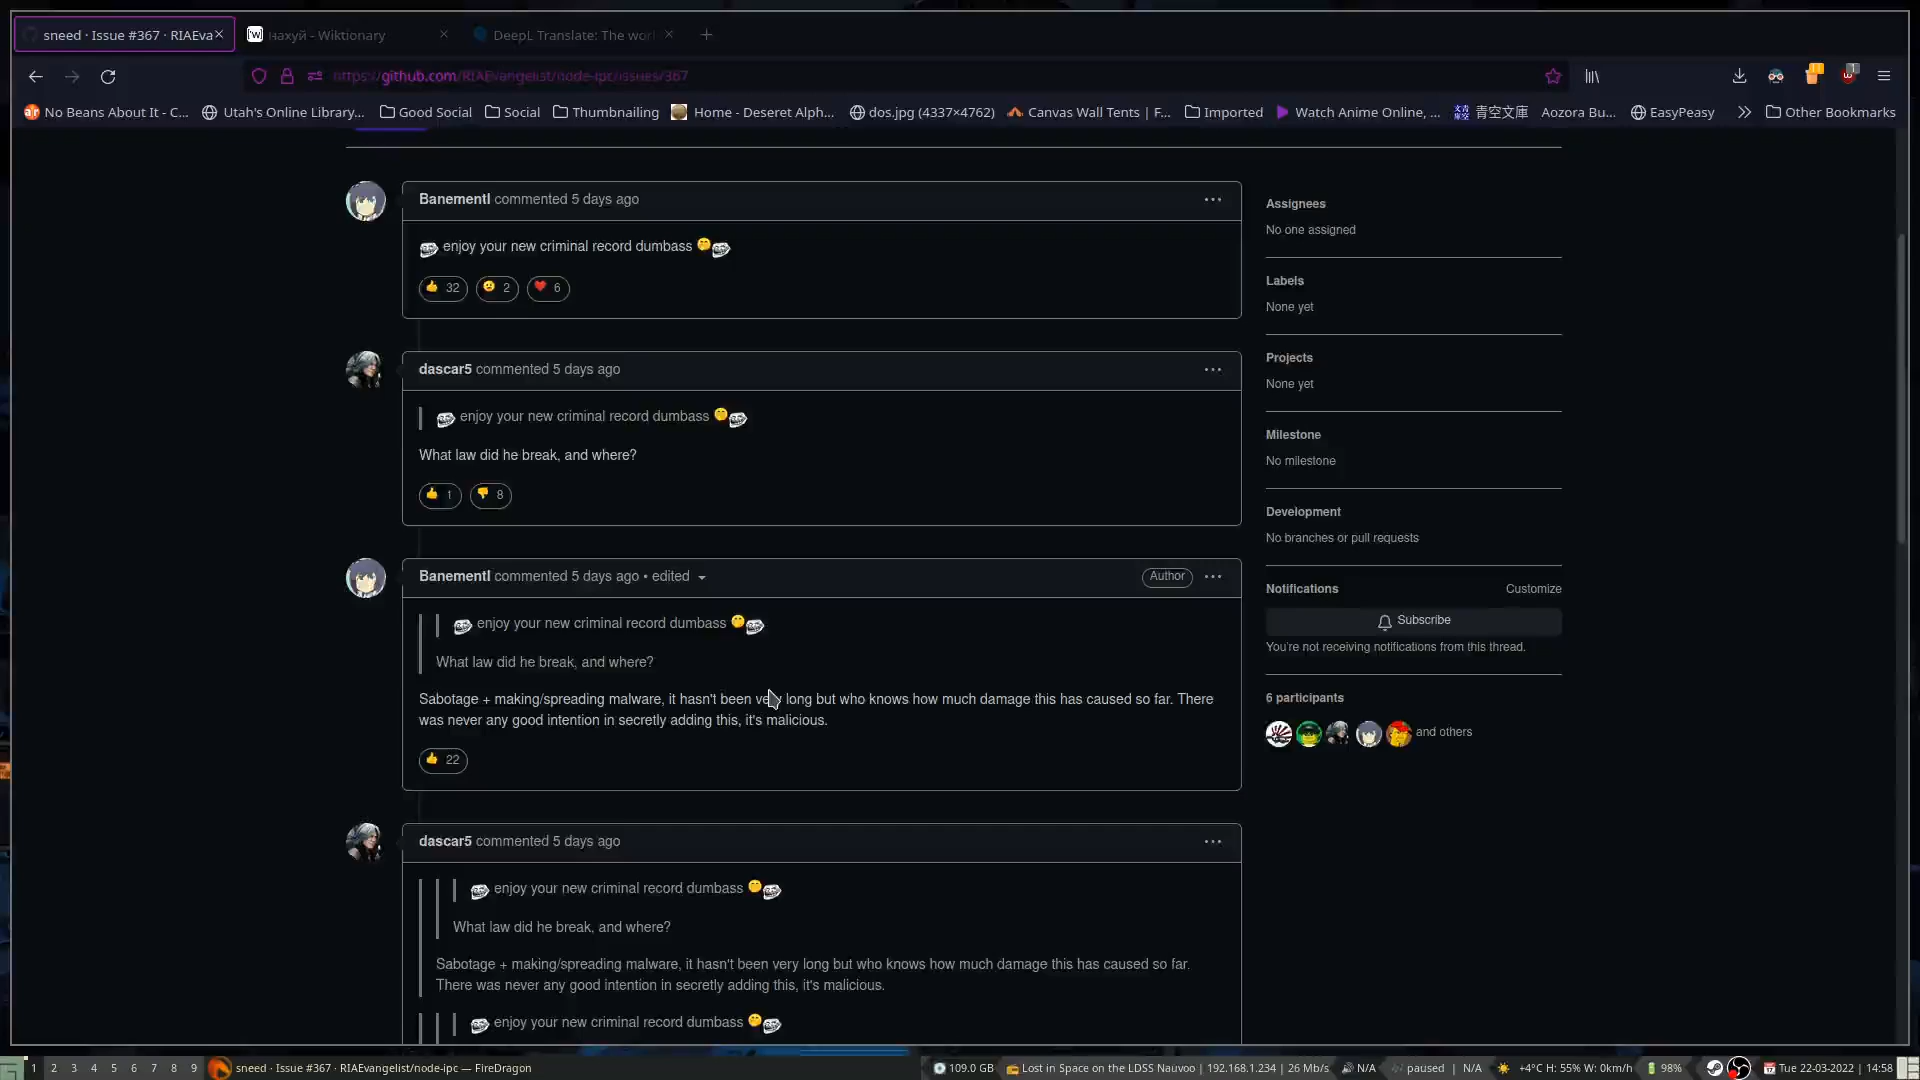 sneed · Issue #367 · RIAEva
нахуй - Wiktionary
DeepL Translate: The worl
https://github.com/RIAEvangelist/node-ipc/issues/367
No Beans About It - C...
Utah's Online Library...
Good Social
Social
Thumbnailing
Home - Deseret Alph...
dos.jpg (4337×4762)
Canvas Wall Tents | F...
Imported
Watch Anime Online, ...
青空文庫 Aozora Bu...
EasyPeasy
Other Bookmarks
Banementl commented 5 days ago
enjoy your new criminal record dumbass
32
2
6
dascar5 commented 5 days ago
enjoy your new criminal record dumbass
What law did he break, and where?
1
8
Banementl commented 5 days ago • edited
Author
enjoy your new criminal record dumbass
What law did he break, and where?
Sabotage + making/spreading malware, it hasn't been very long but who knows how much damage this has caused so far. There
was never any good intention in secretly adding this, it's malicious.
22
dascar5 commented 5 days ago
enjoy your new criminal record dumbass
What law did he break, and where?
Sabotage + making/spreading malware, it hasn't been very long but who knows how much damage this has caused so far.
There was never any good intention in secretly adding this, it's malicious.
enjoy your new criminal record dumbass
Assignees
No one assigned
Labels
None yet
Projects
None yet
Milestone
No milestone
Development
No branches or pull requests
Notifications
Customize
Subscribe
You're not receiving notifications from this thread.
6 participants
and others
1 2 3 4 5 6 7 8 9
sneed · Issue #367 · RIAEvangelist/node-ipc — FireDragon
109.0 GB
Lost in Space on the LDSS Nauvoo | 192.168.1.234 | 26 Mb/s
N/A
paused | N/A
+4°C H: 55% W: 0km/h
98%
Tue 22-03-2022 | 14:58